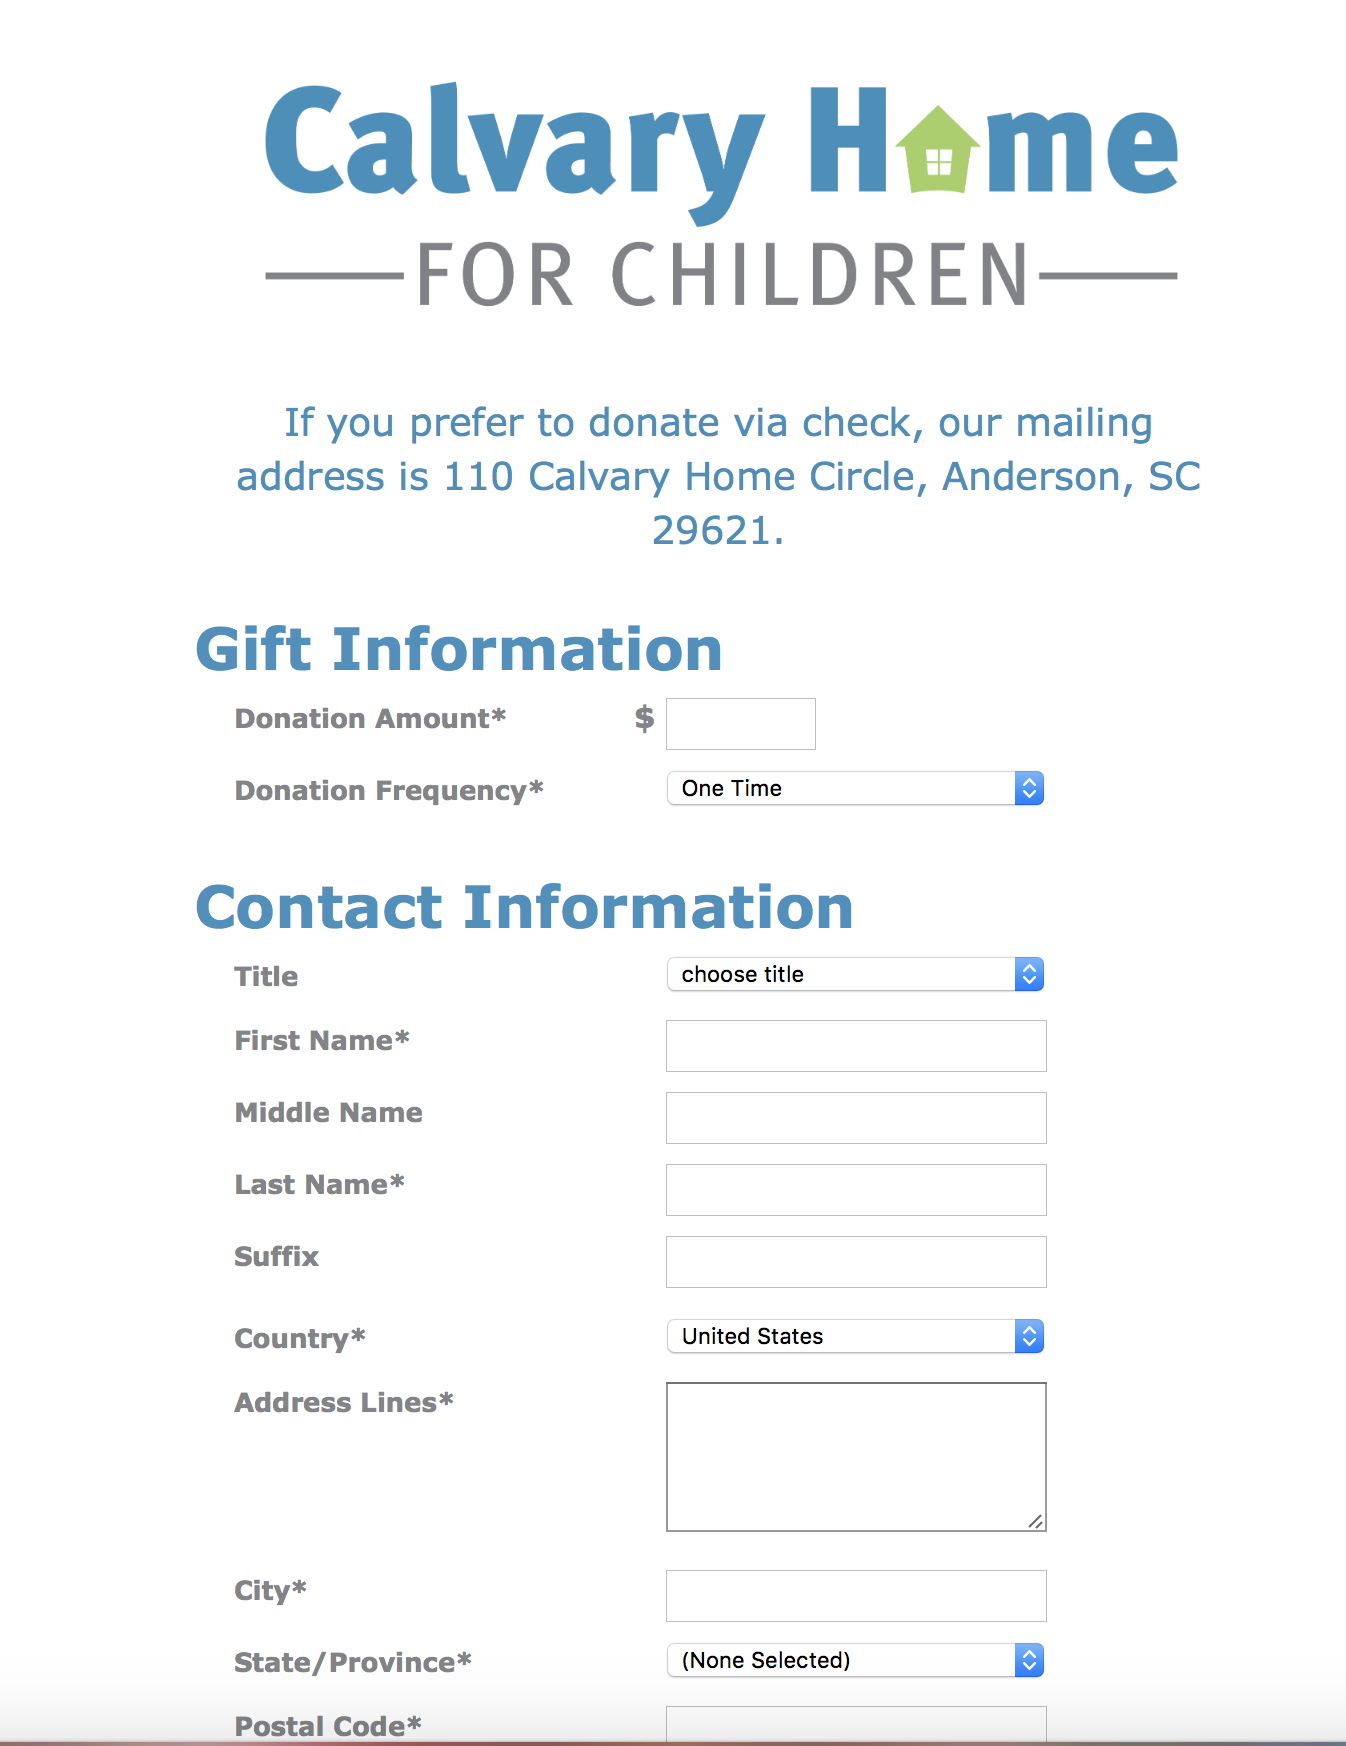 Calvary Home
FOR CHILDREN
If you prefer to donate via check, our mailing
address is 110 Calvary Home Circle, Anderson, SC
29621.
Gift Information
Donation Amount* $
Donation Frequency* One Time
Contact Information
Title choose title
First Name*
Middle Name
Last Name*
Suffix
Country* United States
Address Lines*
City*
State/Province* (None Selected)
Postal Code*